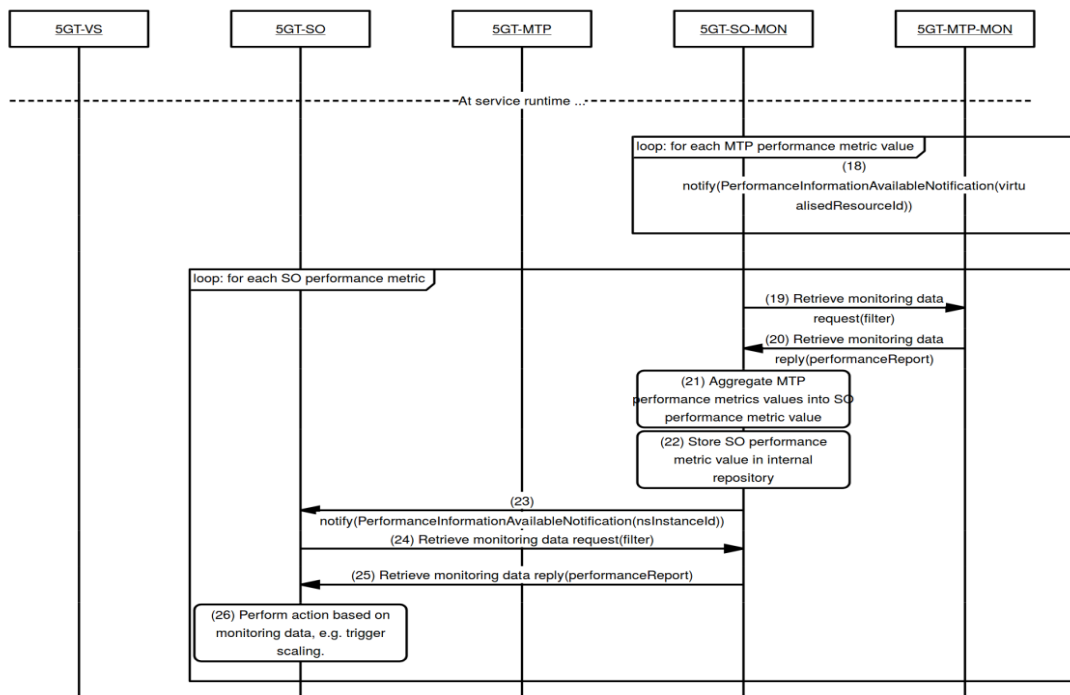 5GT-VS
5GT-SO
5GT-MTP
5GT-SO-MON
5GT-MTP-MON
At service runtime ...
loop: for each MTP performance metric value
(18)
notify(PerformanceInformationAvailableNotification(virtu
alisedResourceId))
loop: for each SO performance metric
(19) Retrieve monitoring data
request(filter)
(20) Retrieve monitoring data
reply(performanceReport)
(21) Aggregate MTP
performance metrics values into SO
performance metric value
(22) Store SO performance
metric value in internal
repository
(23)
notify(PerformanceInformationAvailableNotification(nsInstanceId))
(24) Retrieve monitoring data request(filter)
(25) Retrieve monitoring data reply(performanceReport)
(26) Perform action based on
monitoring data, e.g. trigger
scaling.